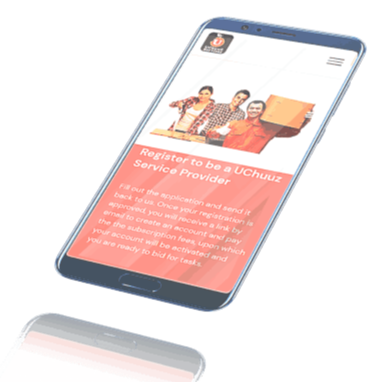 Register to be a UChuuz
Service Provider
Fill out the application and send it
back to us. Once your registration is
approved, you will receive a link by
email to create an account and pay
the the subscription fees, upon which
your account will be activated and
you are ready to bid for tasks.